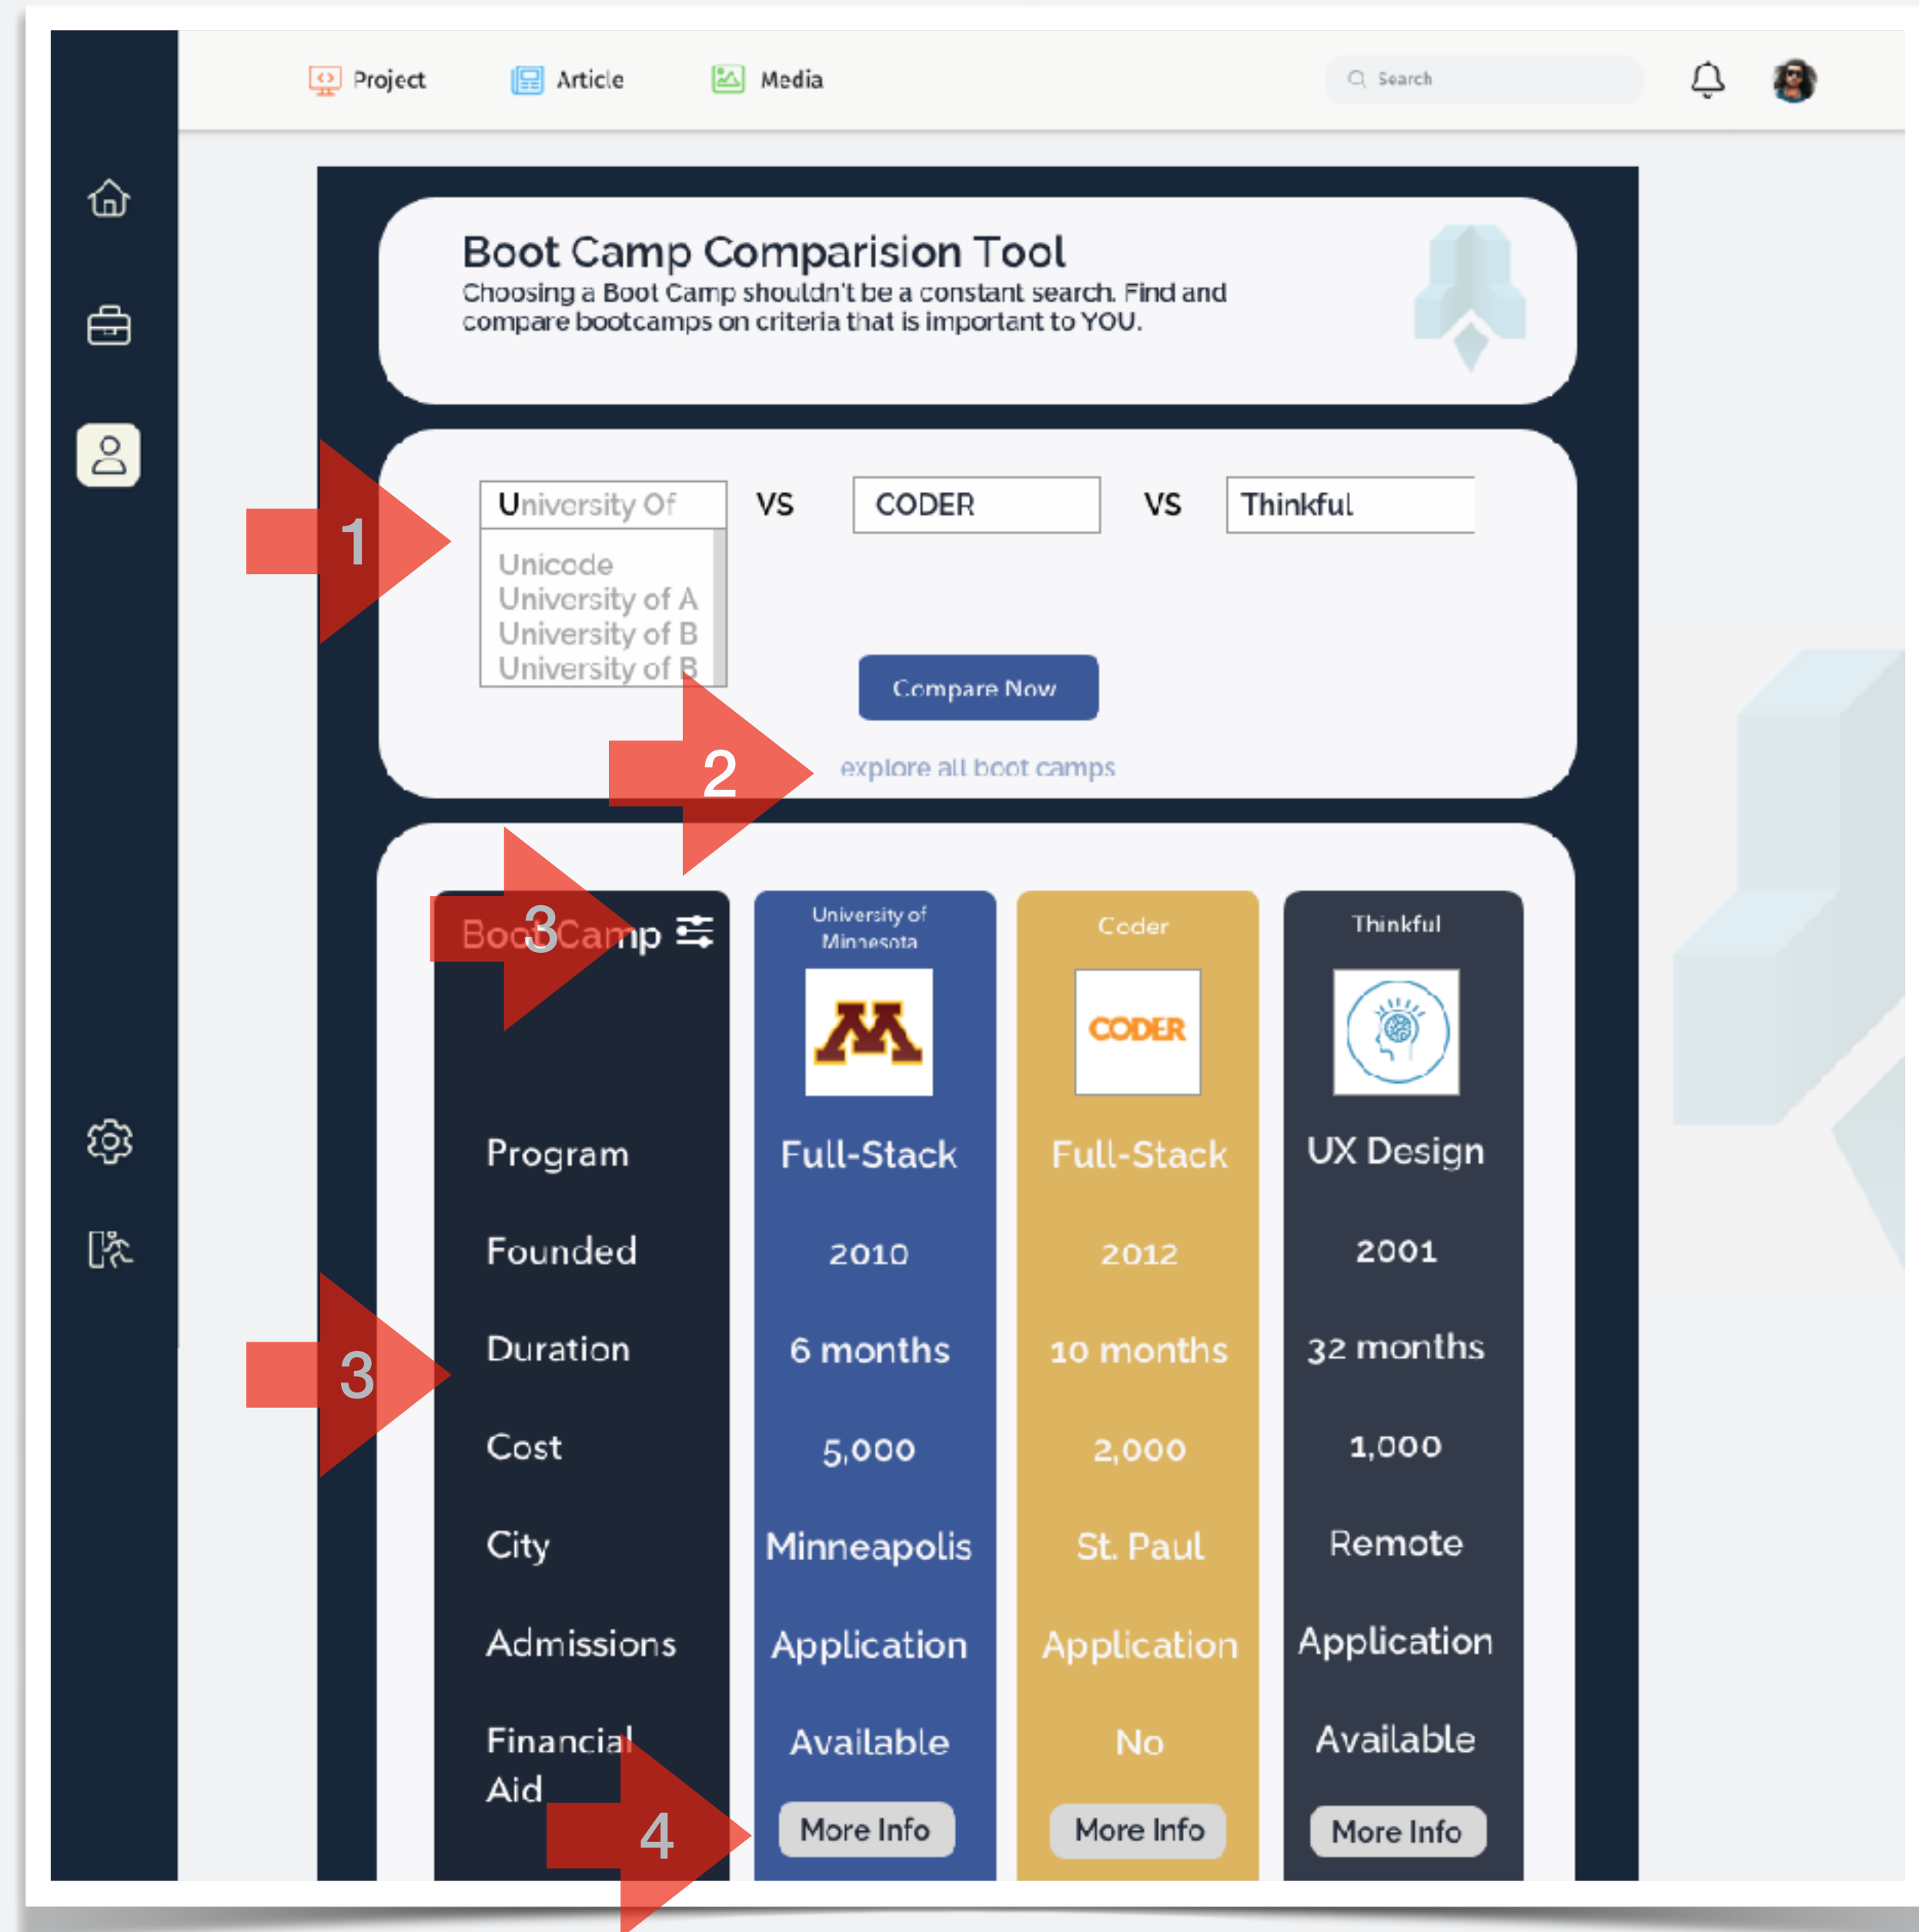 Project Article Media Search
Boot Camp Comparision Tool
Choosing a Boot Camp shouldn't be a constant search. Find and
compare bootcamps on criteria that is important to YOU.
1
University Of VS CODER VS Thinkful
Unicode
University of A
University of B
University of B
Compare Now
2
explore all boot camps
3
Boot Camp
University of
Minnesota
Coder
Thinkful
M
CODER
Program Full-Stack Full-Stack UX Design
Founded 2010 2012 2001
3
Duration 6 months 10 months 32 months
Cost 5,000 2,000 1,000
City Minneapolis St. Paul Remote
Admissions Application Application Application
Financial
Aid
Available No Available
4
More Info More Info More Info